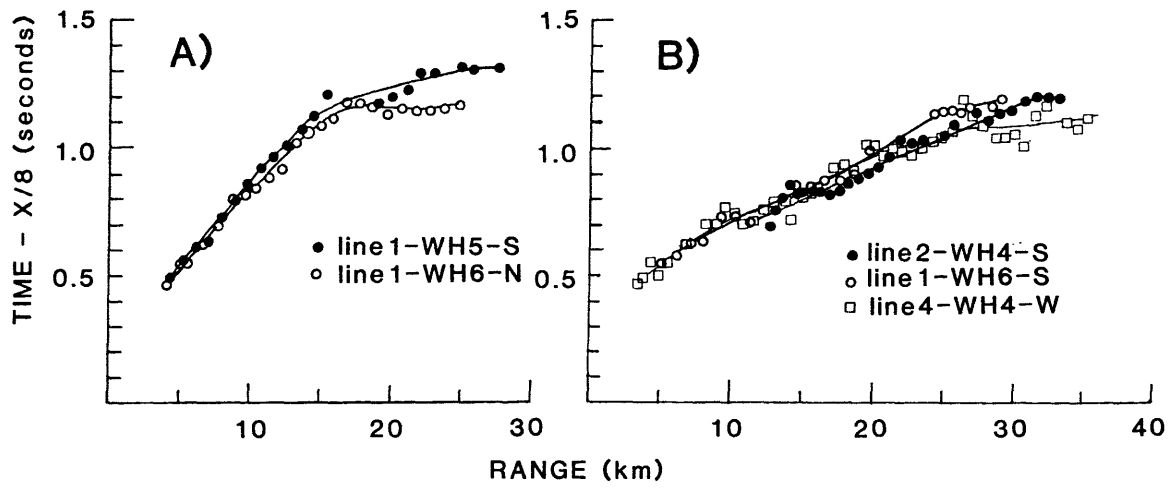 TIME - X/8 (seconds)
1.5
1.0
0.5
A)
line1-WH5-S
line1-WH6-N
10
20
30
1.5
1.0
0.5
B)
line2-WH4-S
line1-WH6-S
line4-WH4-W
10
20
30
40
RANGE (km)